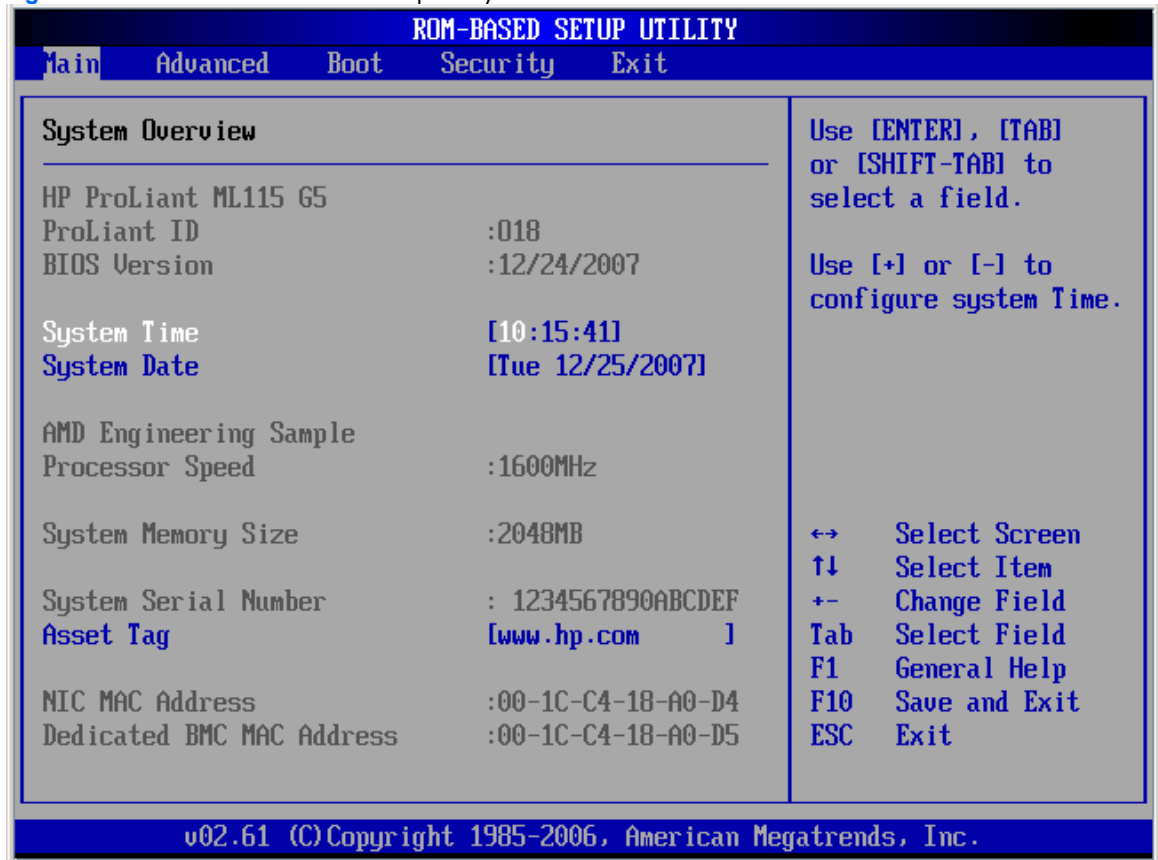 ROM-BASED SETUP UTILITY
Main Advanced Boot Security Exit
System Overview
HP ProLiant ML115 G5
ProLiant ID :O18
BIOS Version :12/24/2007
System Time [10:15:41]
System Date [Tue 12/25/2007]
AMD Engineering Sample
Processor Speed :1600MHz
System Memory Size :2048MB
System Serial Number : 1234567890ABCDEF
Asset Tag [www.hp.com ]
NIC MAC Address :00-1C-C4-18-A0-D4
Dedicated BMC MAC Address :00-1C-C4-18-A0-D5
Use [ENTER], [TAB]
or [SHIFT-TAB] to
select a field.
Use [+] or [-] to
configure system Time.
←→ Select Screen
↑↓ Select Item
+- Change Field
Tab Select Field
F1 General Help
F10 Save and Exit
ESC Exit
v02.61 (C)Copyright 1985-2006, American Megatrends, Inc.